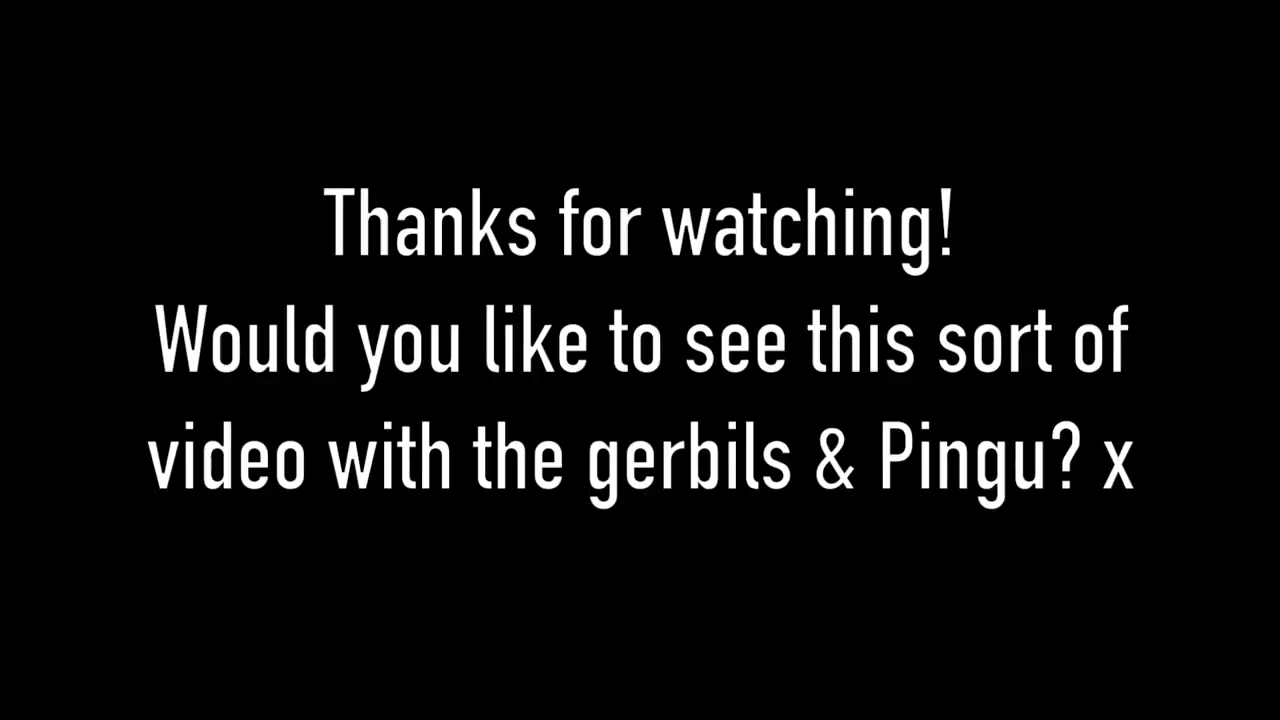 Thanks for watching!
Would you like to see this sort of
video with the gerbils & Pingu? x